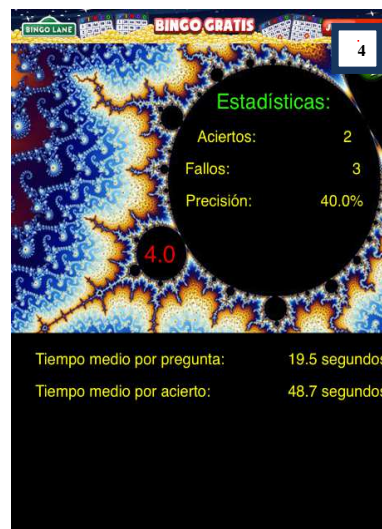 BINGO LANE
BINGO GRATIS
4
Estadísticas:
Aciertos: 2
Fallos: 3
Precisión: 40.0%
4.0
Tiempo medio por pregunta: 19.5 segundos
Tiempo medio por acierto: 48.7 segundos